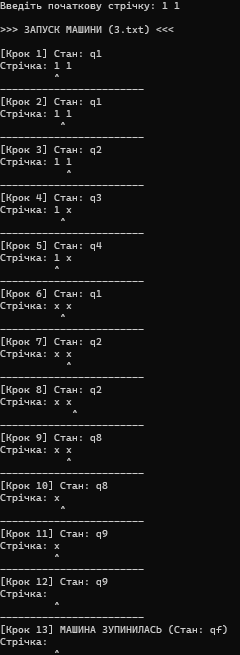 Введіть початкову стрічку: 1 1
>>> ЗАПУСК МАШИНИ (3.txt) <<<
[Крок 1] Стан: q1
Стрічка: 1 1
^
------------------------
[Крок 2] Стан: q1
Стрічка: 1 1
^
------------------------
[Крок 3] Стан: q2
Стрічка: 1 1
^
------------------------
[Крок 4] Стан: q3
Стрічка: 1 x
^
------------------------
[Крок 5] Стан: q4
Стрічка: 1 x
^
------------------------
[Крок 6] Стан: q1
Стрічка: x x
^
------------------------
[Крок 7] Стан: q2
Стрічка: x x
^
------------------------
[Крок 8] Стан: q2
Стрічка: x x
^
------------------------
[Крок 9] Стан: q8
Стрічка: x x
^
------------------------
[Крок 10] Стан: q8
Стрічка: x
^
------------------------
[Крок 11] Стан: q9
Стрічка: x
^
------------------------
[Крок 12] Стан: q9
Стрічка:
^
------------------------
[Крок 13] МАШИНА ЗУПИНИЛАСЬ (Стан: qf)
Стрічка:
^